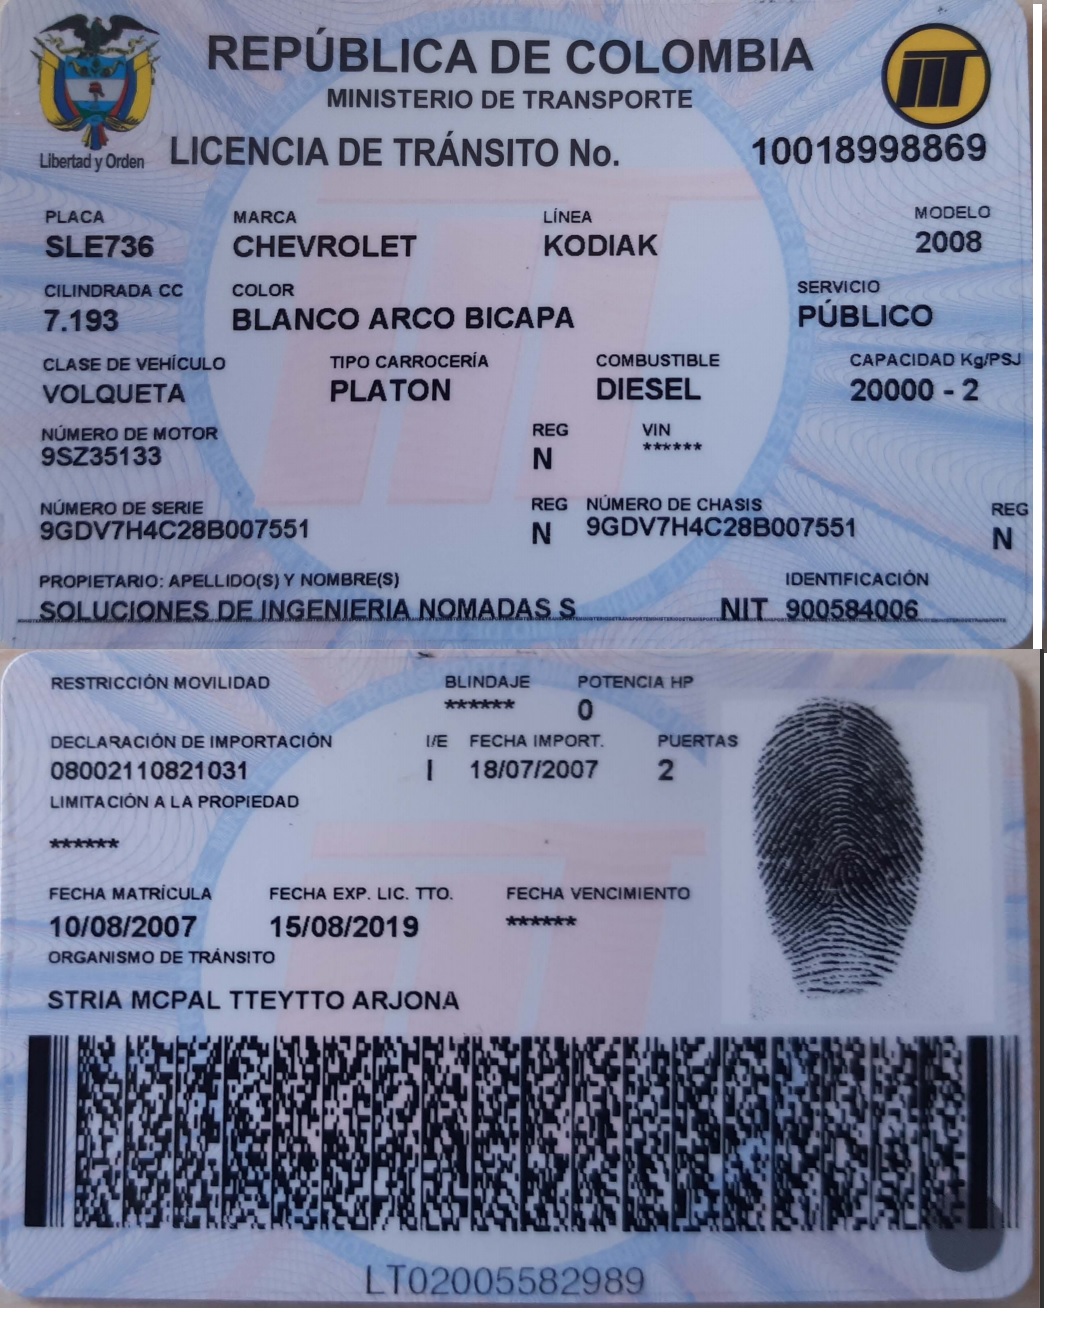 REPÚBLICA DE COLOMBIA
MINISTERIO DE TRANSPORTE
Libertad y Orden
LICENCIA DE TRÁNSITO No. 10018998869
PLACA MARCA LÍNEA MODELO
SLE736 CHEVROLET KODIAK 2008
CILINDRADA CC COLOR SERVICIO
7.193 BLANCO ARCO BICAPA PÚBLICO
CLASE DE VEHÍCULO TIPO CARROCERÍA COMBUSTIBLE CAPACIDAD Kg/PSJ
VOLQUETA PLATON DIESEL 20000 - 2
NÚMERO DE MOTOR REG VIN
9SZ35133 N ******
NÚMERO DE SERIE REG NÚMERO DE CHASIS REG
9GDV7H4C28B007551 N 9GDV7H4C28B007551 N
PROPIETARIO: APELLIDO(S) Y NOMBRE(S) IDENTIFICACIÓN
SOLUCIONES DE INGENIERIA NOMADAS S NIT 900584006
RESTRICCIÓN MOVILIDAD BLINDAJE POTENCIA HP
****** 0
DECLARACIÓN DE IMPORTACIÓN I/E FECHA IMPORT. PUERTAS
08002110821031 I 18/07/2007 2
LIMITACIÓN A LA PROPIEDAD
******
FECHA MATRÍCULA FECHA EXP. LIC. TTO. FECHA VENCIMIENTO
10/08/2007 15/08/2019 ******
ORGANISMO DE TRÁNSITO
STRIA MCPAL TTEYTTO ARJONA
LT02005582989